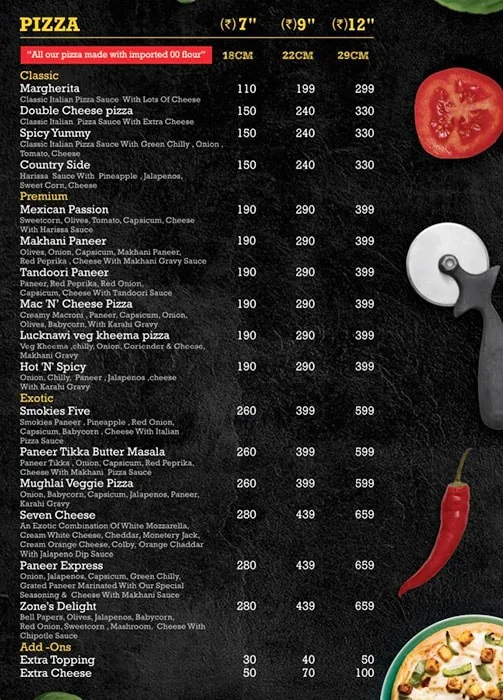 PIZZA (₹)7" (₹)9" (₹)12"
"All our pizza made with imported 00 flour" 18CM 22CM 29CM
Classic
Margherita 110 199 299
Classic Italian Pizza Sauce With Lots Of Cheese
Double Cheese pizza 150 240 330
Classic Italian Pizza Sauce With Extra Cheese
Spicy Yummy 150 240 330
Classic Italian Pizza Sauce With Green Chilly , Onion ,
Tomato, Cheese
Country Side 150 240 330
Harissa Sauce With Pineapple , Jalapenos,
Sweet Corn, Cheese
Premium
Mexican Passion 190 290 399
Sweetcorn, Olives, Tomato, Capsicum, Cheese
With Harissa Sauce
Makhani Paneer 190 290 399
Olives, Onion, Capsicum, Makhani Paneer,
Red Peprika , Cheese With Makhani Gravy Sauce
Tandoori Paneer 190 290 399
Paneer, Red Peprika, Red Onion,
Capsicum, Cheese With Tandoori Sauce
Mac 'N' Cheese Pizza 190 290 399
Creamy Macroni , Paneer, Capsicum, Onion,
Olives, Babycorn, With Karahi Gravy
Lucknawi veg kheema pizza 190 290 399
Veg Kheema ,chilly, Onion, Coriender & Cheese,
Makhani Gravy
Hot 'N' Spicy 190 290 399
Onion, Chilly, Paneer , Jalapenos ,cheese
With Karahi Gravy
Exotic
Smokies Five 260 399 599
Smokies Paneer , Pineapple , Red Onion,
Capsicum, Babycorn , Cheese With Italian
Pizza Sauce
Paneer Tikka Butter Masala 260 399 599
Paneer Tikka , Onion, Capsicum, Red Peprika,
Cheese With Makhani Pizza Sauce
Mughlai Veggie Pizza 260 399 599
Onion, Babycorn, Capsicum, Jalapenos, Paneer,
Karahi Gravy
Seven Cheese 280 439 659
An Exotic Combination Of White Mozzarella,
Cream White Cheese, Cheddar, Monetery Jack,
Cream Orange Cheese, Colby, Orange Chaddar
With Jalapeno Dip Sauce
Paneer Express 280 439 659
Onion, Jalapenos, Capsicum, Green Chilly,
Grated Paneer Marinated With Our Special
Seasoning & Cheese With Makhani Sauce
Zone's Delight 280 439 659
Bell Papers, Olives, Jalapenos, Babycorn,
Red Onion, Sweetcorn , Mashroom, Cheese With
Chipotle Sauce
Add -Ons
Extra Topping 30 40 50
Extra Cheese 50 70 100